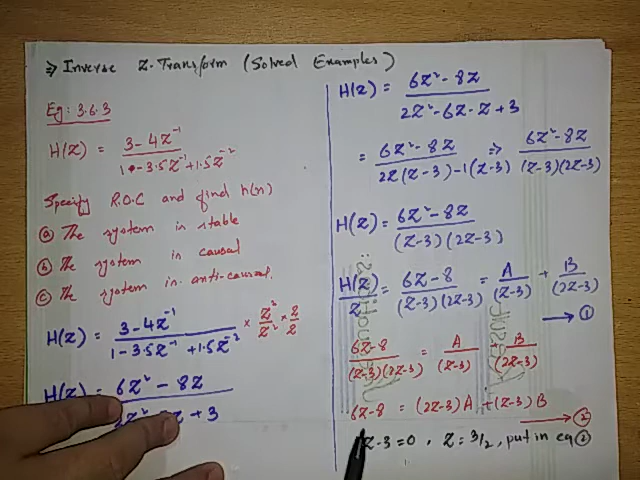 ⇒ Inverse Z-Transform (Solved Examples)
Eg: 3.6.3
H(Z) = 3-4Z⁻¹ / 1-3.5Z⁻¹+1.5Z⁻²
Specify R.O.C and find h(n)
(a) The system is stable
(b) The system is causal
(c) The system is anti-causal.
H(Z) = 3-4Z⁻¹ / 1-3.5Z⁻¹+1.5Z⁻² × Z²/Z² × 2/2
H(Z) = 6Z²-8Z / 2Z² Z + 3
H(Z) = 6Z²-8Z / 2Z²-6Z-Z+3
= 6Z²-8Z / 2Z(Z-3)-1(Z-3) ⇒ 6Z²-8Z / (Z-3)(2Z-3)
H(Z) = 6Z²-8Z / (Z-3)(2Z-3)
H(Z)/Z = 6Z-8 / (Z-3)(2Z-3) = A/(Z-3) + B/(2Z-3)
→ ①
6Z-8 / (Z-3)(2Z-3) = A/(Z-3) + B/(2Z-3)
6Z-8 = (2Z-3)A + (Z-3)B
→ ②
Z-3=0, Z=3/2, put in eq ②